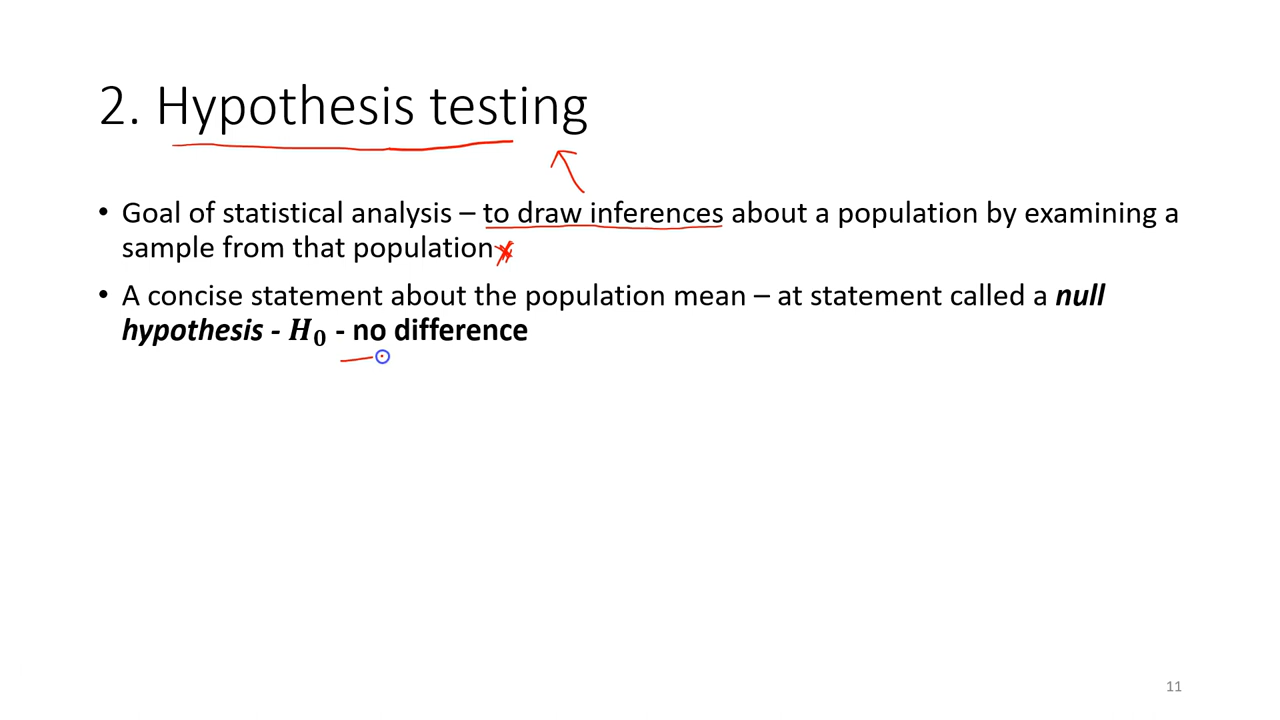 2. Hypothesis testing
• Goal of statistical analysis – to draw inferences about a population by examining a
sample from that population
• A concise statement about the population mean – at statement called a null
hypothesis - H₀ - no difference
11